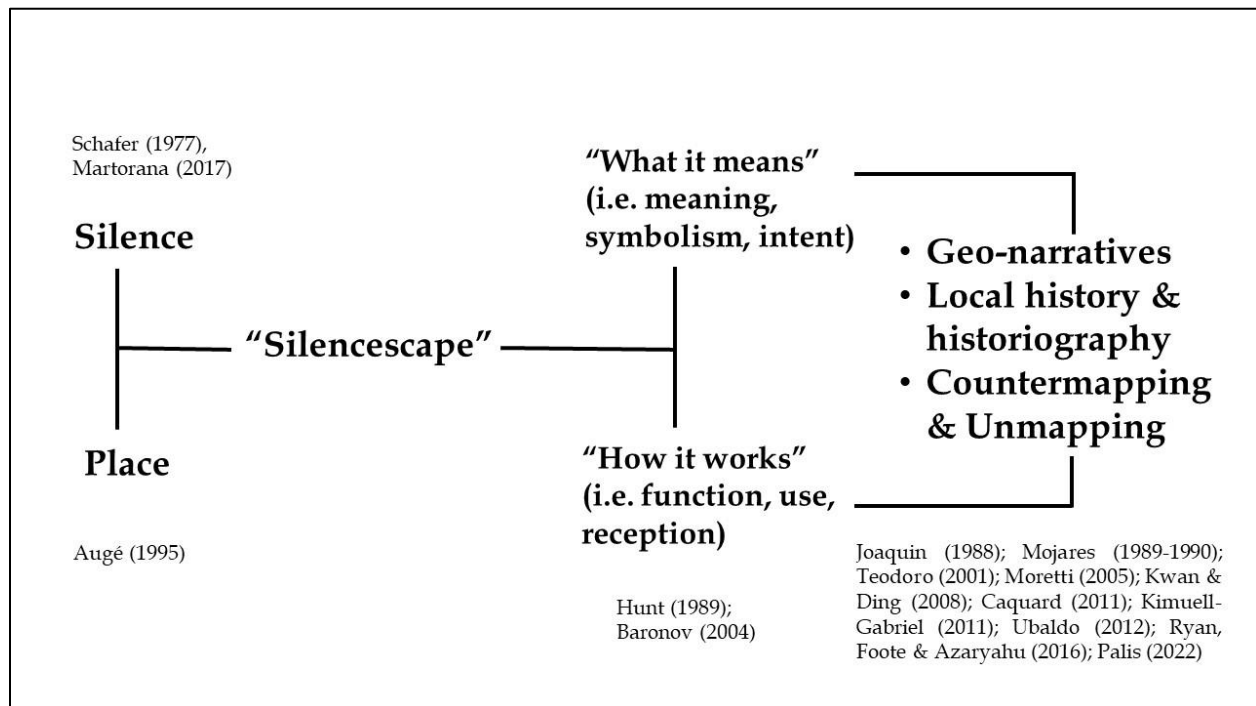 Schafer (1977),
Martorana (2017)
Silence
Place
Augé (1995)
“Silencescape”
“What it means”
(i.e. meaning,
symbolism, intent)
“How it works”
(i.e. function, use,
reception)
Hunt (1989);
Baronov (2004)
• Geo-narratives
• Local history &
historiography
• Countermapping
& Unmapping
Joaquin (1988); Mojares (1989-1990);
Teodoro (2001); Moretti (2005); Kwan &
Ding (2008); Caquard (2011); Kimuell-
Gabriel (2011); Ubaldo (2012); Ryan,
Foote & Azaryahu (2016); Palis (2022)